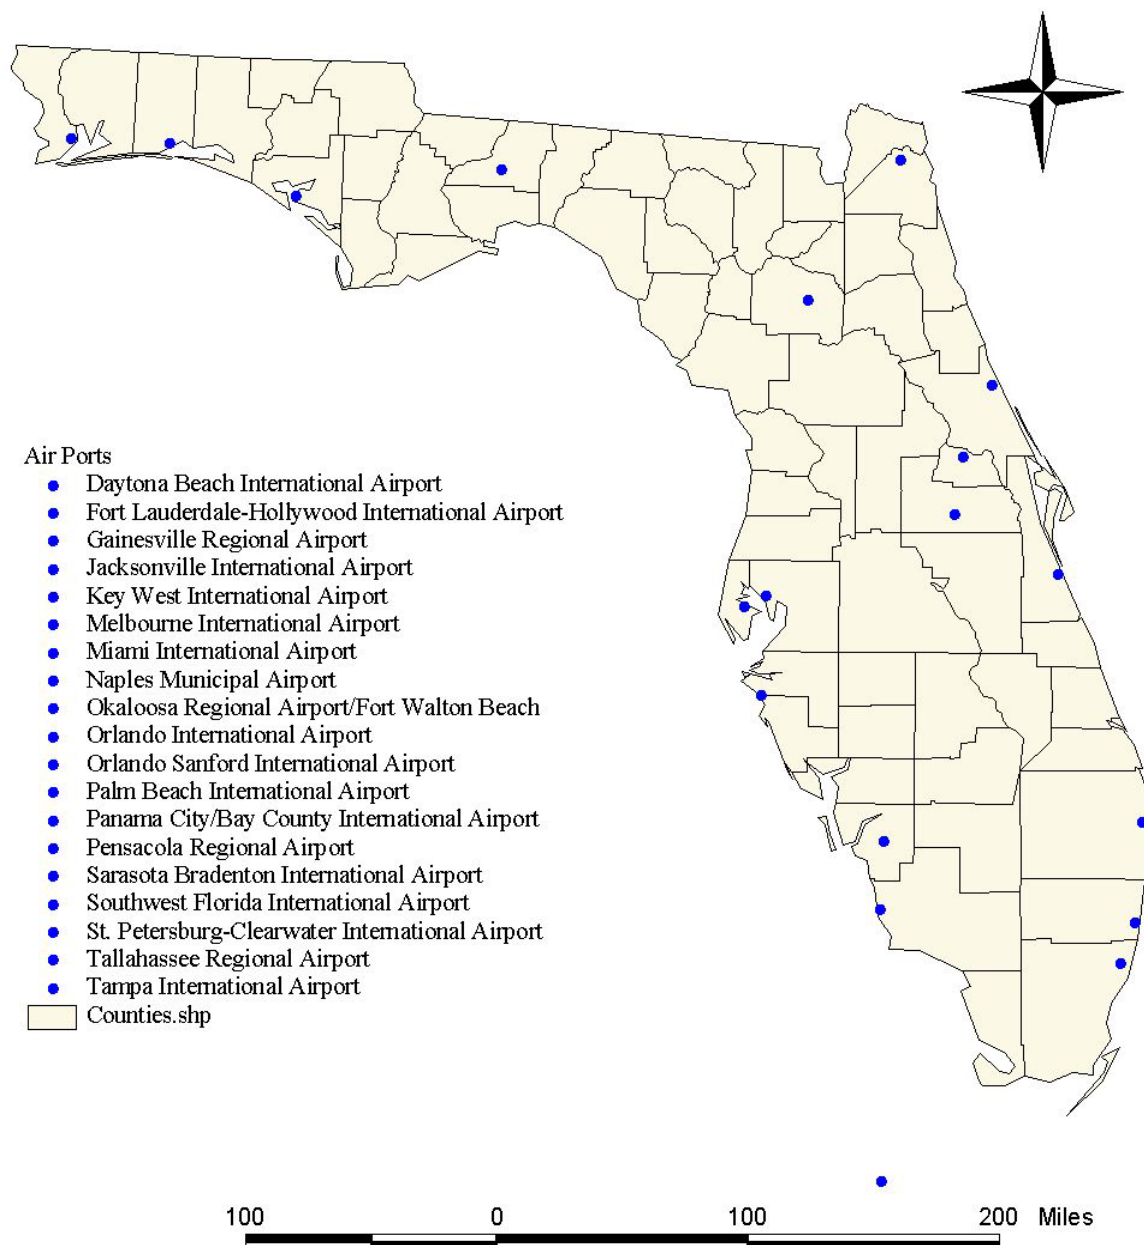 Air Ports
Daytona Beach International Airport
Fort Lauderdale-Hollywood International Airport
Gainesville Regional Airport
Jacksonville International Airport
Key West International Airport
Melbourne International Airport
Miami International Airport
Naples Municipal Airport
Okaloosa Regional Airport/Fort Walton Beach
Orlando International Airport
Orlando Sanford International Airport
Palm Beach International Airport
Panama City/Bay County International Airport
Pensacola Regional Airport
Sarasota Bradenton International Airport
Southwest Florida International Airport
St. Petersburg-Clearwater International Airport
Tallahassee Regional Airport
Tampa International Airport
Counties.shp
100 0 100 200 Miles